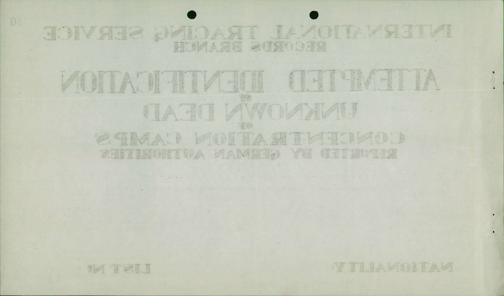 INTERNATIONAL TRACING SERVICE
RECORDS BRANCH
ATTEMPTED IDENTIFICATION
OF
UNKNOWN DEAD
OF
CONCENTRATION CAMPS
REPORTED BY GERMAN AUTHORITIES
NATIONALITY
LIST Nº